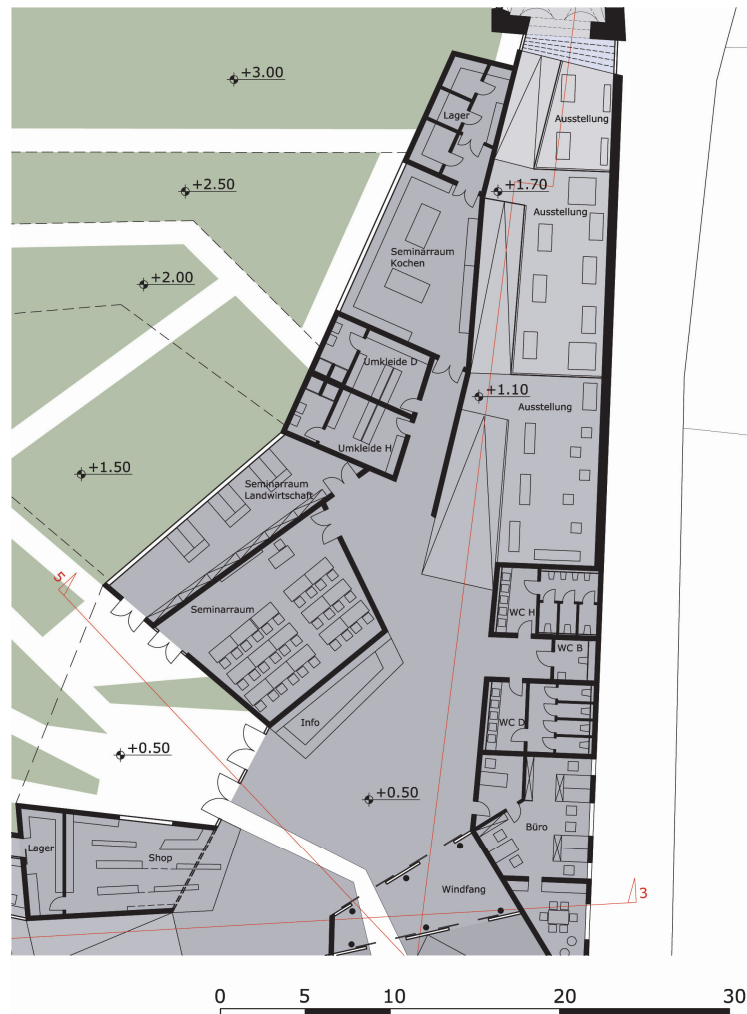 +3.00
Lager
Ausstellung
+2.50
+1.70
Ausstellung
Seminarraum
Kochen
+2.00
Umkleide D
+1.10
Ausstellung
Umkleide H
+1.50
Seminarraum
Landwirtschaft
5
Seminarraum
WC H
WC B
Info
WC D
+0.50
+0.50
Büro
Lager
Shop
Windfang
3
0
5
10
20
30